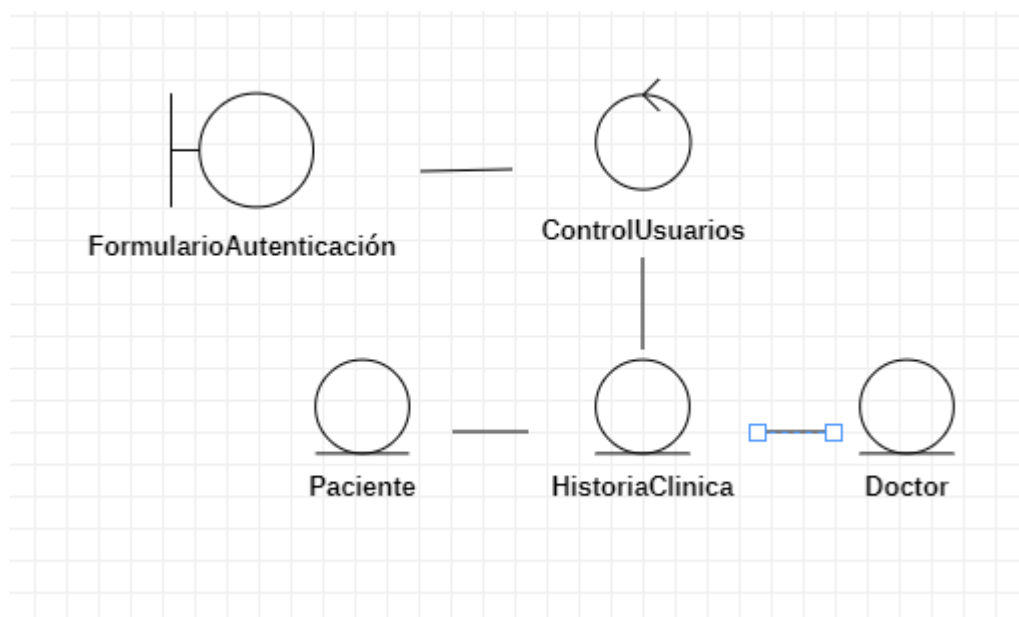 FormularioAutenticación
ControlUsuarios
Paciente
HistoriaClinica
Doctor